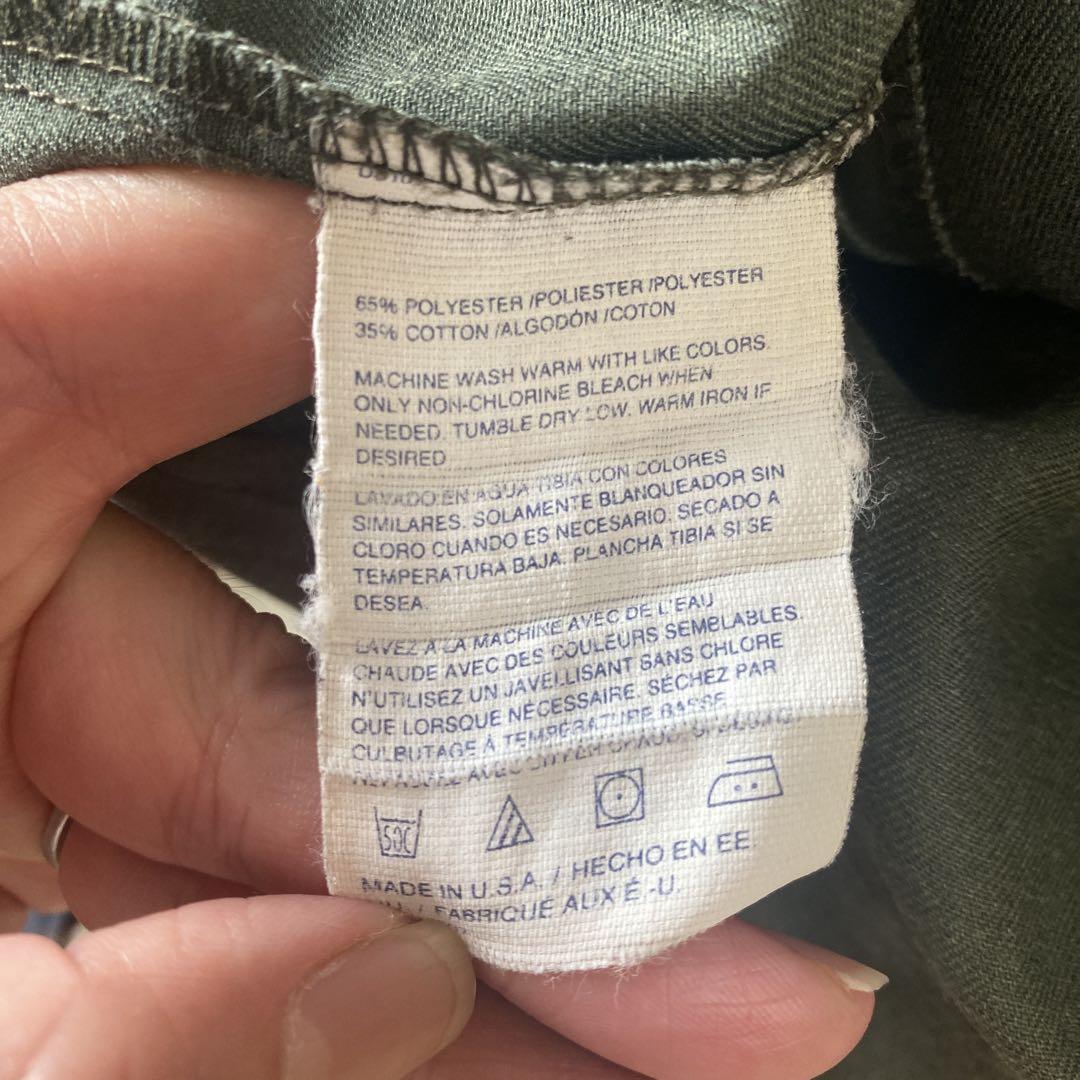 65% POLYESTER /POLIESTER /POLYESTER
35% COTTON /ALGODÓN /COTON
MACHINE WASH WARM WITH LIKE COLORS.
ONLY NON-CHLORINE BLEACH WHEN
NEEDED. TUMBLE DRY LOW. WARM IRON IF
DESIRED
LAVADO EN AGUA TIBIA CON COLORES
SIMILARES. SOLAMENTE BLANQUEADOR SIN
CLORO CUANDO ES NECESARIO. SECADO A
TEMPERATURA BAJA. PLANCHA TIBIA SI SE
DESEA.
LAVEZ À LA MACHINE AVEC DE L'EAU
CHAUDE AVEC DES COULEURS SEMBLABLES.
N'UTILISEZ UN JAVELLISANT SANS CHLORE
QUE LORSQUE NÉCESSAIRE. SÉCHEZ PAR
CULBUTAGE À TEMPÉRATURE BASSE
AVEC
50C
MADE IN U.S.A. / HECHO EN EE.
/ FABRIQUÉ AUX É.-U.